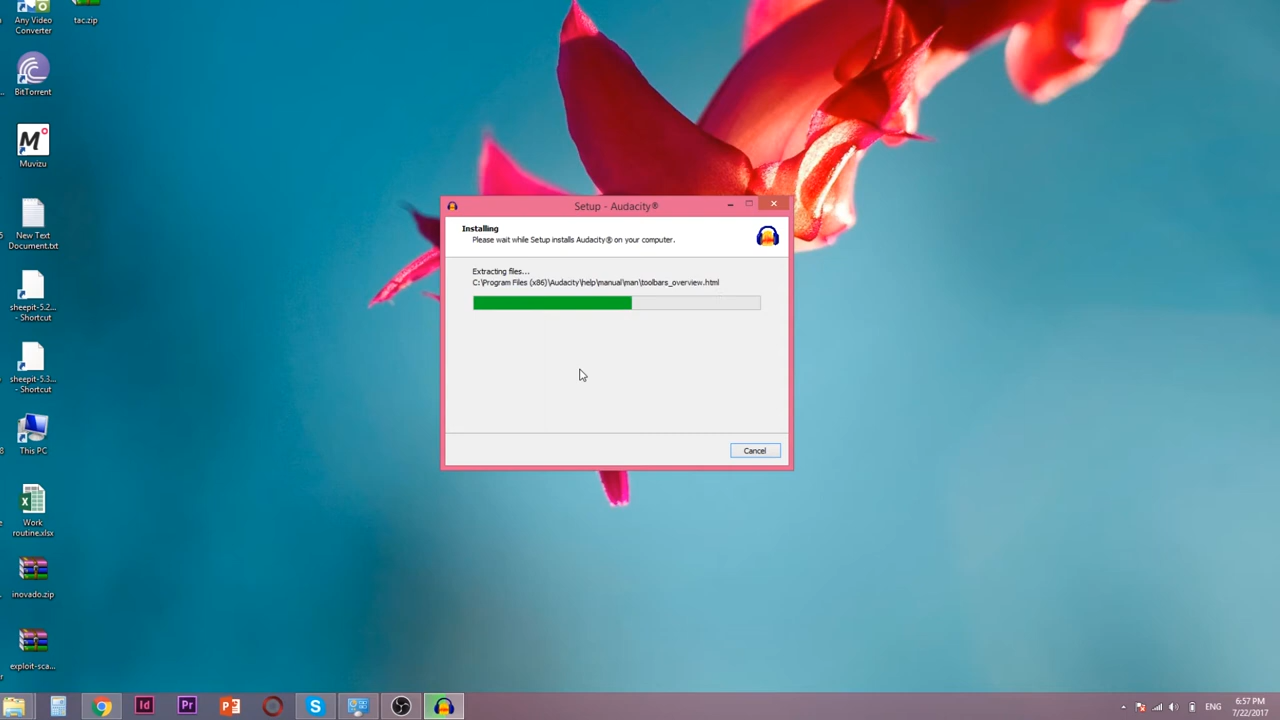 Any Video
Converter
tac.zip
BitTorrent
Muvizu
New Text
Document.txt
sheepit-5.2...
- Shortcut
sheepit-5.3...
- Shortcut
This PC
Work
routine.xlsx
inovado.zip
exploit-sca...
Setup - Audacity®
Installing
Please wait while Setup installs Audacity® on your computer.
Extracting files...
C:\Program Files (x86)\Audacity\help\manual\man\toolbars_overview.html
Cancel
ENG
6:57 PM
7/22/2017